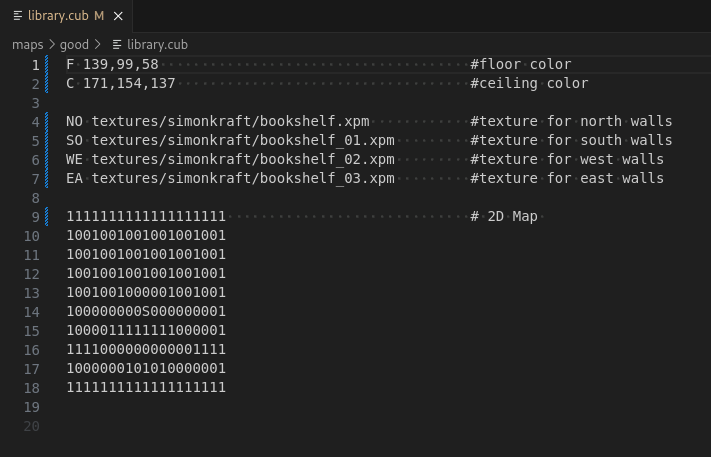 library.cub M
maps > good > library.cub
1 F 139,99,58 #floor color
2 C 171,154,137 #ceiling color
3
4 NO textures/simonkraft/bookshelf.xpm #texture for north walls
5 SO textures/simonkraft/bookshelf_01.xpm #texture for south walls
6 WE textures/simonkraft/bookshelf_02.xpm #texture for west walls
7 EA textures/simonkraft/bookshelf_03.xpm #texture for east walls
8
9 1111111111111111111 # 2D Map
10 1001001001001001001
11 1001001001001001001
12 1001001001001001001
13 1001001000001001001
14 100000000S000000001
15 1000011111111000001
16 1111000000000001111
17 1000000101010000001
18 1111111111111111111
19
20